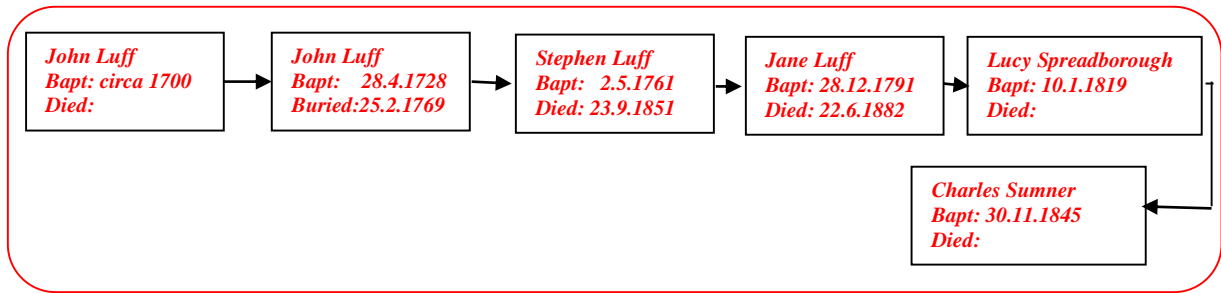 John Luff
Bapt: circa 1700
Died:
John Luff
Bapt: 28.4.1728
Buried:25.2.1769
Stephen Luff
Bapt: 2.5.1761
Died: 23.9.1851
Jane Luff
Bapt: 28.12.1791
Died: 22.6.1882
Lucy Spreadborough
Bapt: 10.1.1819
Died:
Charles Sumner
Bapt: 30.11.1845
Died: